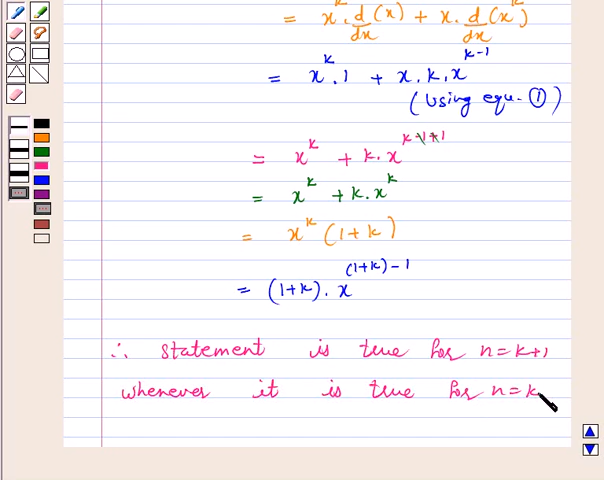 = x^k · d/dx (x) + x · d/dx (x^k)
= x^k · 1 + x · k · x^(k-1)
(Using equ. ①)
= x^k + k · x^(k-1+1)
= x^k + k · x^k
= x^k (1+k)
= (1+k) · x^((1+k)-1)
∴ statement is true for n=k+1
whenever it is true for n=k